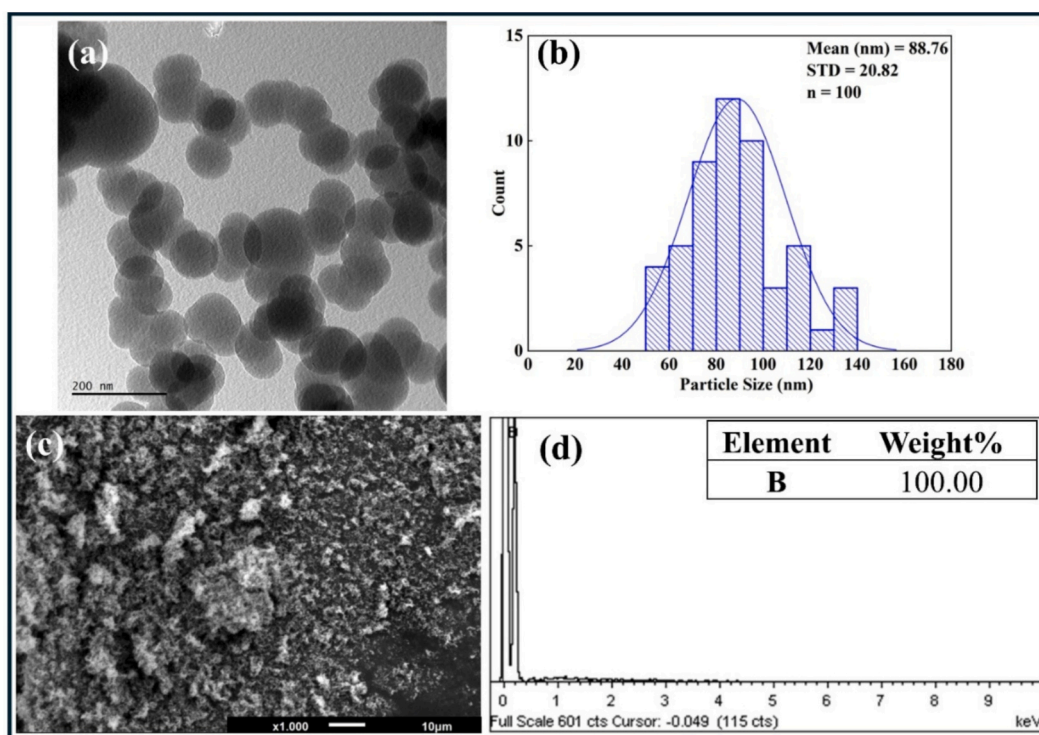 (a)
200 nm
(b)
Mean (nm) = 88.76
STD = 20.82
n = 100
15
10
5
0
Count
0 20 40 60 80 100 120 140 160 180
Particle Size (nm)
(c)
x1.000 10µm
(d)
B
Element Weight%
B 100.00
0 1 2 3 4 5 6 7 8 9
Full Scale 601 cts Cursor: -0.049 (115 cts) keV